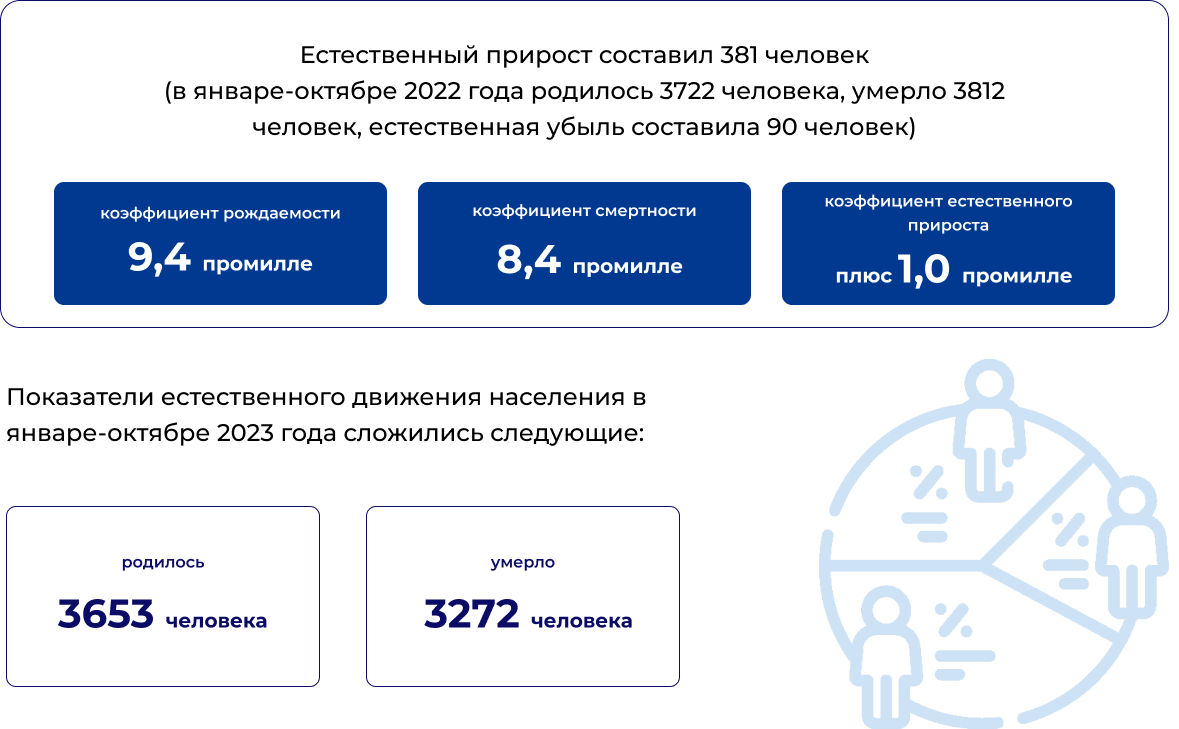 Естественный прирост составил 381 человек
(в январе-октябре 2022 года родилось 3722 человека, умерло 3812
человек, естественная убыль составила 90 человек)
коэффициент рождаемости
9,4 промилле
коэффициент смертности
8,4 промилле
коэффициент естественного
прироста
плюс 1,0 промилле
Показатели естественного движения населения в
январе-октябре 2023 года сложились следующие:
родилось
3653 человека
умерло
3272 человека